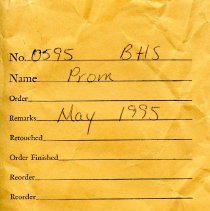 No. 0595 BHS
Name Prom
Order
Remarks May 1995
Retouched
Order Finished
Reorder
Reorder